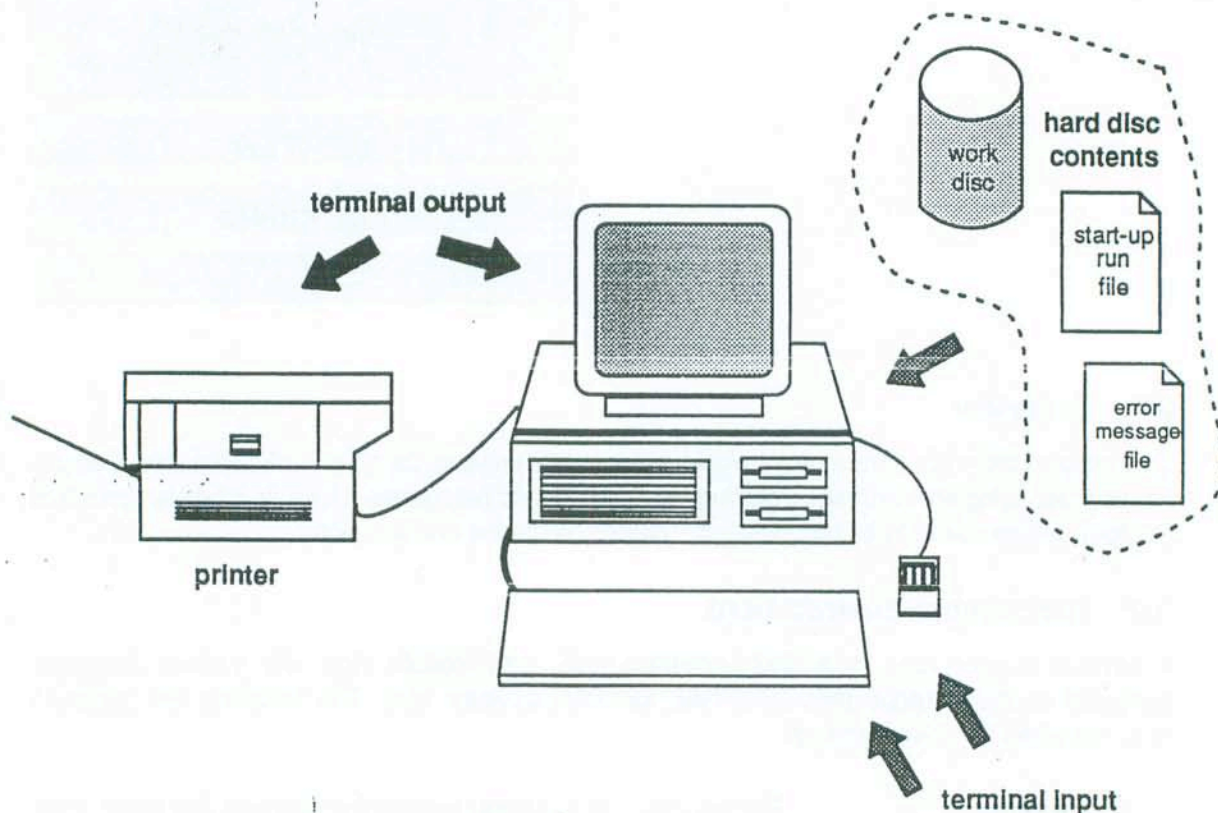 hard disc
contents
work
disc
terminal output
start-up
run
file
error
message
file
printer
terminal input